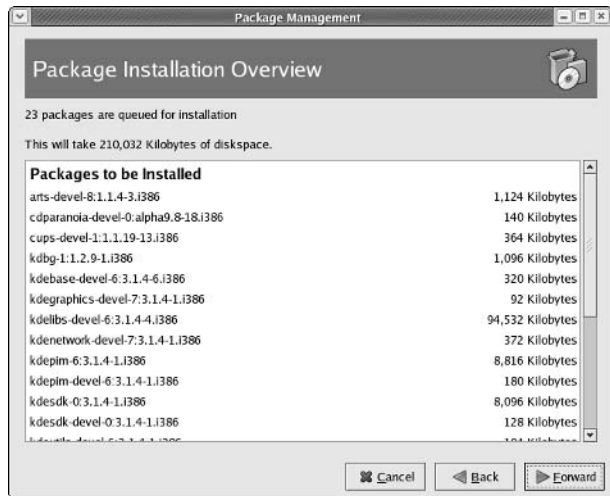 Package Management
Package Installation Overview
23 packages are queued for installation
This will take 210,032 Kilobytes of diskspace.
Packages to be Installed
arts-devel-8:1.1.4-3.i386 1,124 Kilobytes
cdparanoia-devel-0:alpha9.8-18.i386 140 Kilobytes
cups-devel-1:1.1.19-13.i386 364 Kilobytes
kdbg-1:1.2.9-1.i386 1,096 Kilobytes
kdebase-devel-6:3.1.4-6.i386 320 Kilobytes
kdegraphics-devel-7:3.1.4-1.i386 92 Kilobytes
kdelibs-devel-6:3.1.4-4.i386 94,532 Kilobytes
kdenetwork-devel-7:3.1.4-1.i386 372 Kilobytes
kdepim-6:3.1.4-1.i386 8,816 Kilobytes
kdepim-devel-6:3.1.4-1.i386 180 Kilobytes
kdesdk-0:3.1.4-1.i386 8,096 Kilobytes
kdesdk-devel-0:3.1.4-1.i386 128 Kilobytes
Cancel Back Forward